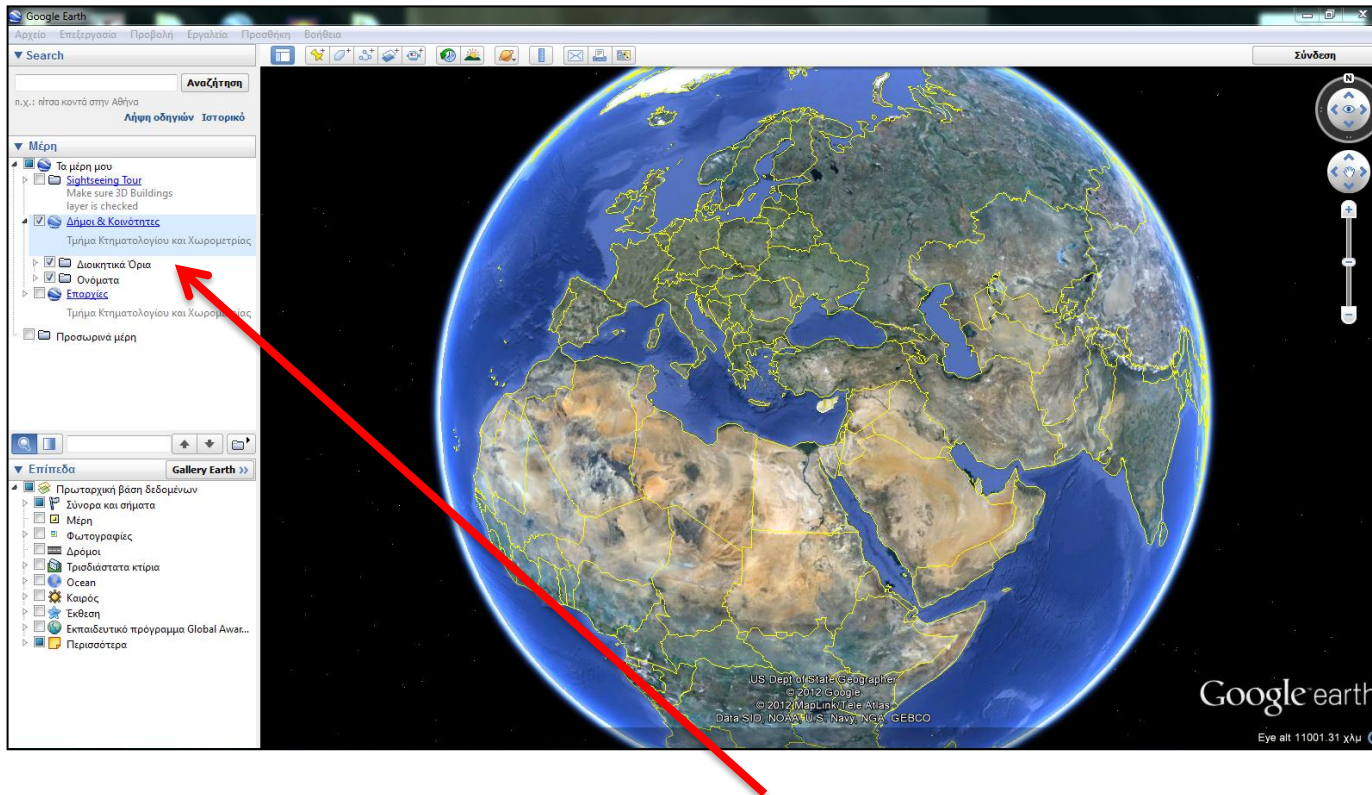 Google Earth
Αρχείο Επεξεργασία Προβολή Εργαλεία Προσθήκη Βοήθεια
Search
Σύνδεση
Αναζήτηση
π.χ.: πίτσα κοντά στην Αθήνα
Λήψη οδηγιών Ιστορικό
Μέρη
Τα μέρη μου
Sightseeing Tour
Make sure 3D Buildings
layer is checked
Δήμοι & Κοινότητες
Τμήμα Κτηματολογίου και Χωρομετρίας
Διοικητικά Όρια
Ονόματα
Επαρχίες
Τμήμα Κτηματολογίου και Χωρομετρίας
Προσωρινά μέρη
Επίπεδα
Gallery Earth »
Πρωταρχική βάση δεδομένων
Σύνορα και σήματα
Μέρη
Φωτογραφίες
Δρόμοι
Τρισδιάστατα κτίρια
Ocean
Καιρός
Έκθεση
Εκπαιδευτικό πρόγραμμα Global Awar...
Περισσότερα
N
US Dept of State Geographer
© 2012 Google
© 2012 MapLink/Tele Atlas
Data SIO, NOAA, U.S. Navy, NGA, GEBCO
Google earth
Eye alt 11001.31 χλμ